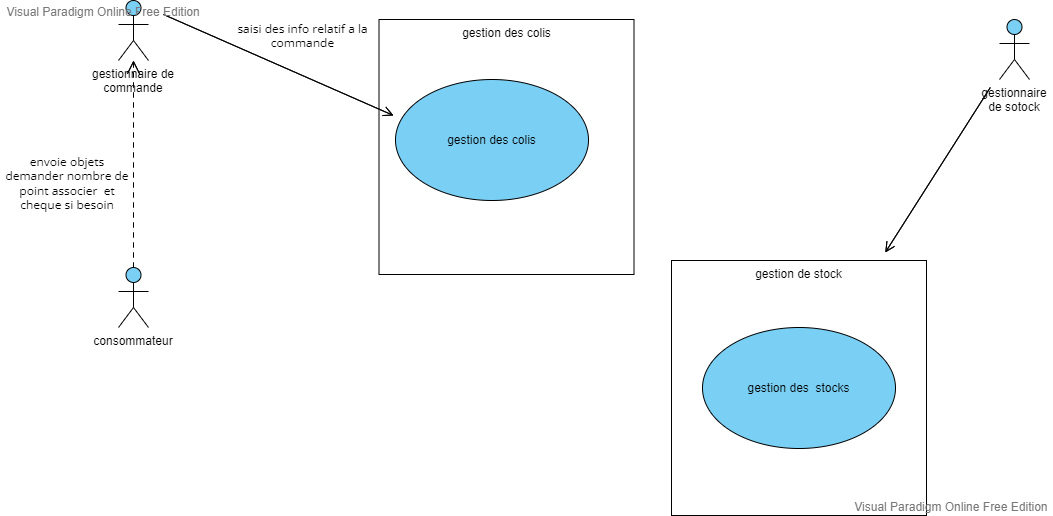 Visual Paradigm Online Free Edition
saisi des info relatif a la
commande
gestion des colis
gestionnaire de
commande
gestionnaire
de sotock
gestion des colis
envoie objets
demander nombre de
point associer et
cheque si besoin
gestion de stock
consommateur
gestion des stocks
Visual Paradigm Online Free Edition